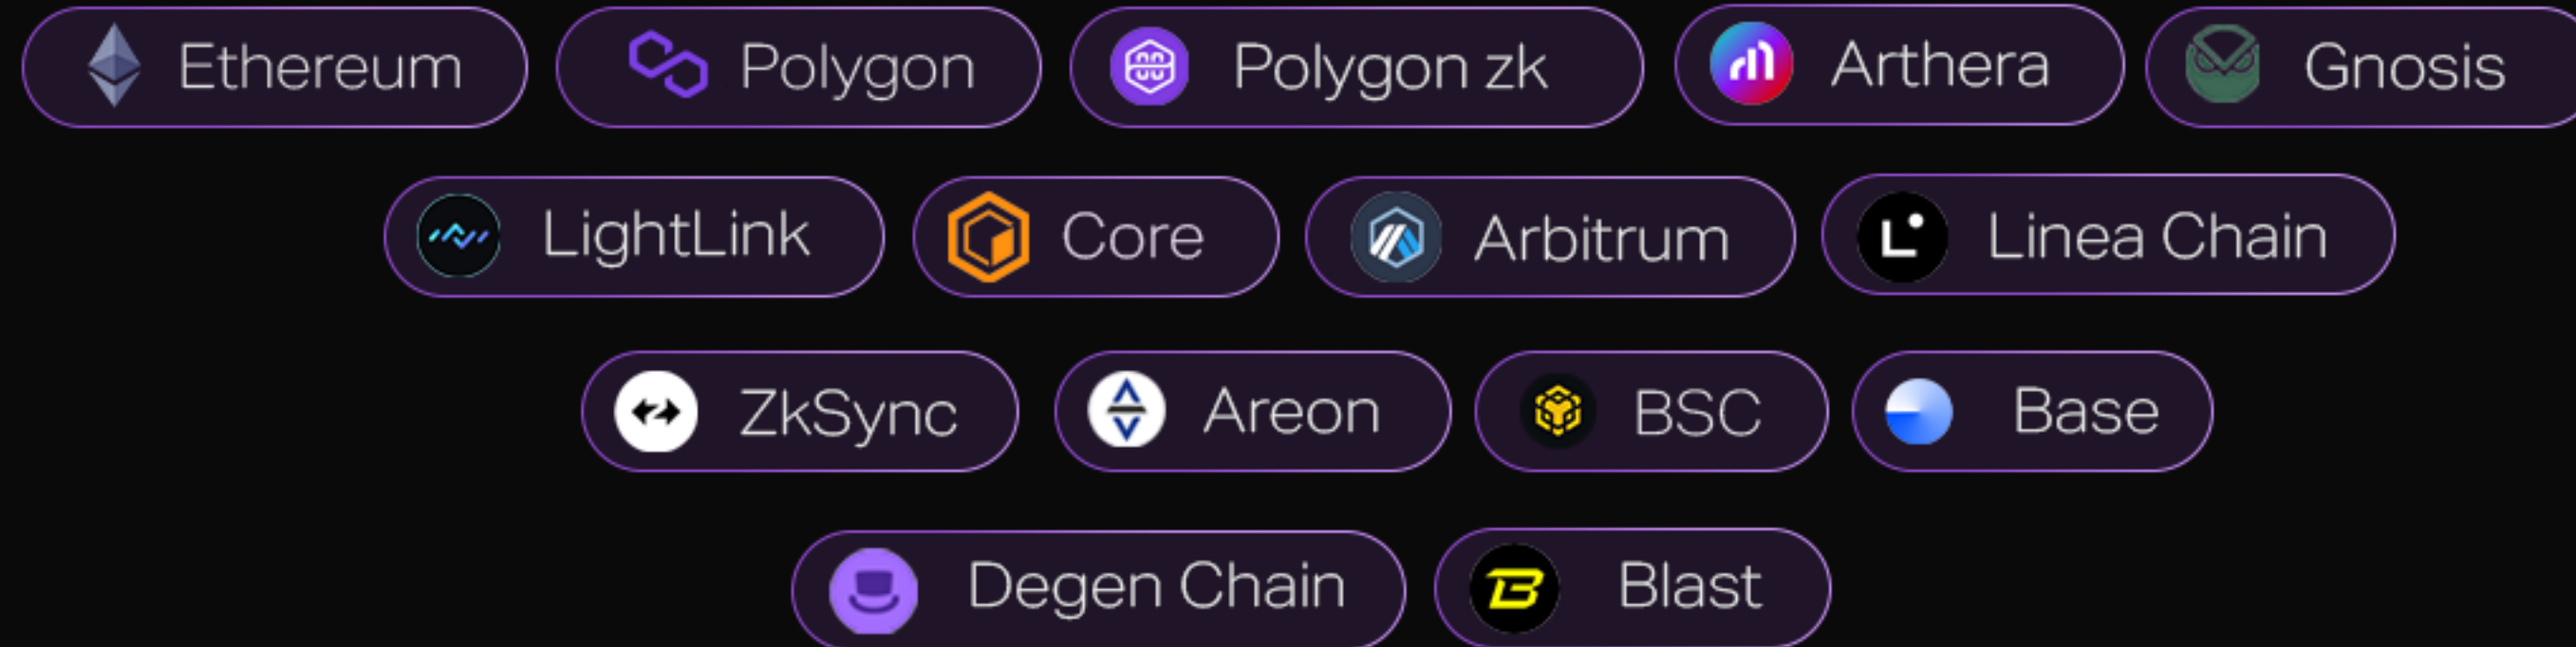 Ethereum Polygon Polygon zk Arthera Gnosis
LightLink Core Arbitrum Linea Chain
ZkSync Areon BSC Base
Degen Chain Blast